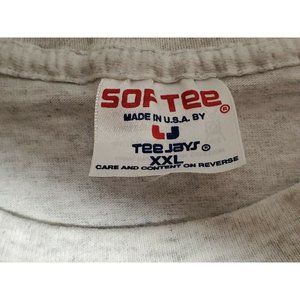 SOFTEE®
MADE IN U.S.A. BY
TEEJAYS®
XXL
CARE AND CONTENT ON REVERSE